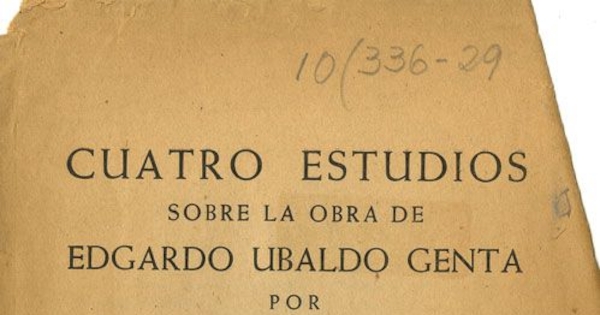 10(336-29
CUATRO ESTUDIOS
SOBRE LA OBRA DE
EDGARDO UBALDO GENTA
POR